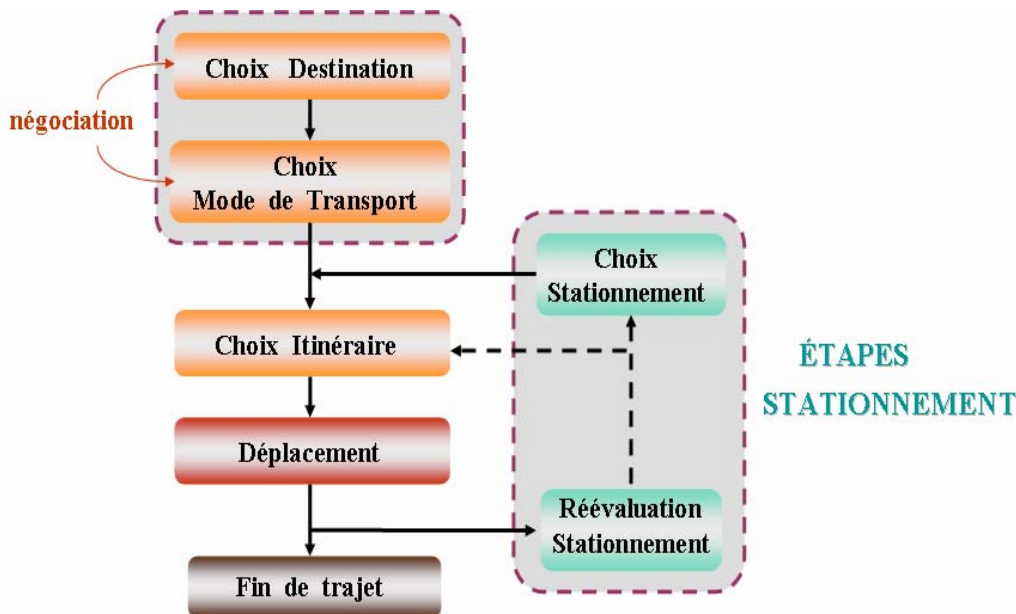 Choix Destination
négociation
Choix
Mode de Transport
Choix
Stationnement
Choix Itinéraire
ÉTAPES
STATIONNEMENT
Déplacement
Réévaluation
Stationnement
Fin de trajet